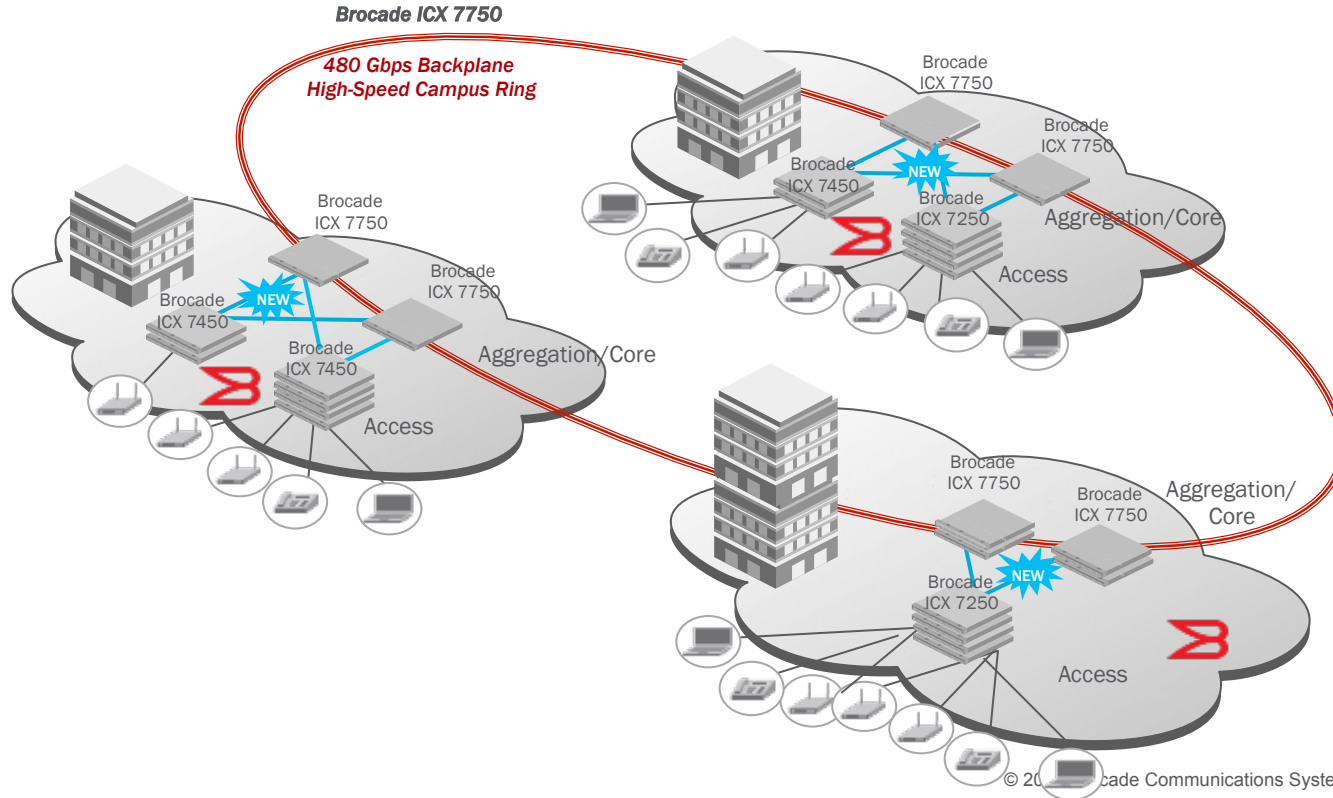 Brocade ICX 7750
480 Gbps Backplane
High-Speed Campus Ring
Brocade
ICX 7750
Brocade
ICX 7750
Brocade
ICX 7450
NEW
Brocade
ICX 7250
Aggregation/Core
Access
Brocade
ICX 7750
Brocade
ICX 7750
Brocade
ICX 7450
NEW
Brocade
ICX 7450
Aggregation/Core
Access
Brocade
ICX 7750
Brocade
ICX 7750
Aggregation/
Core
NEW
Brocade
ICX 7250
Access
© Communications